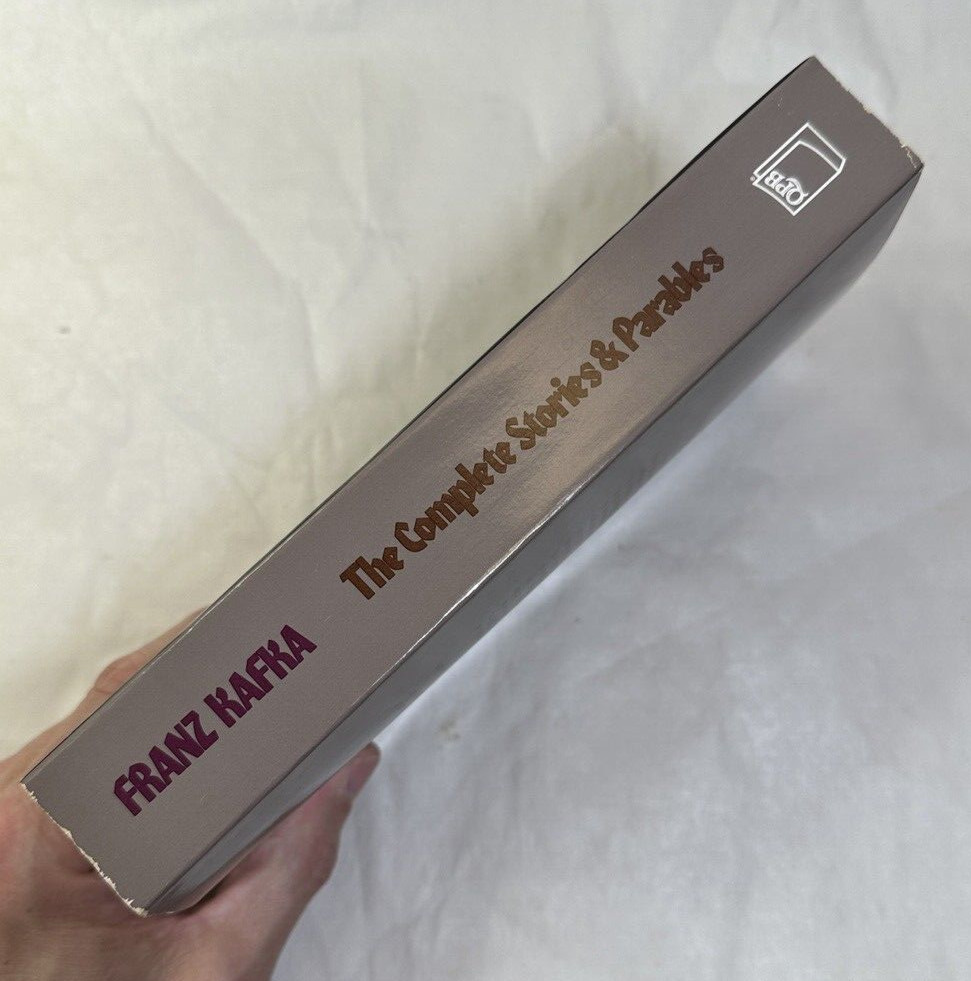 FRANZ KAFKA
The Complete Stories & Parables
QPB